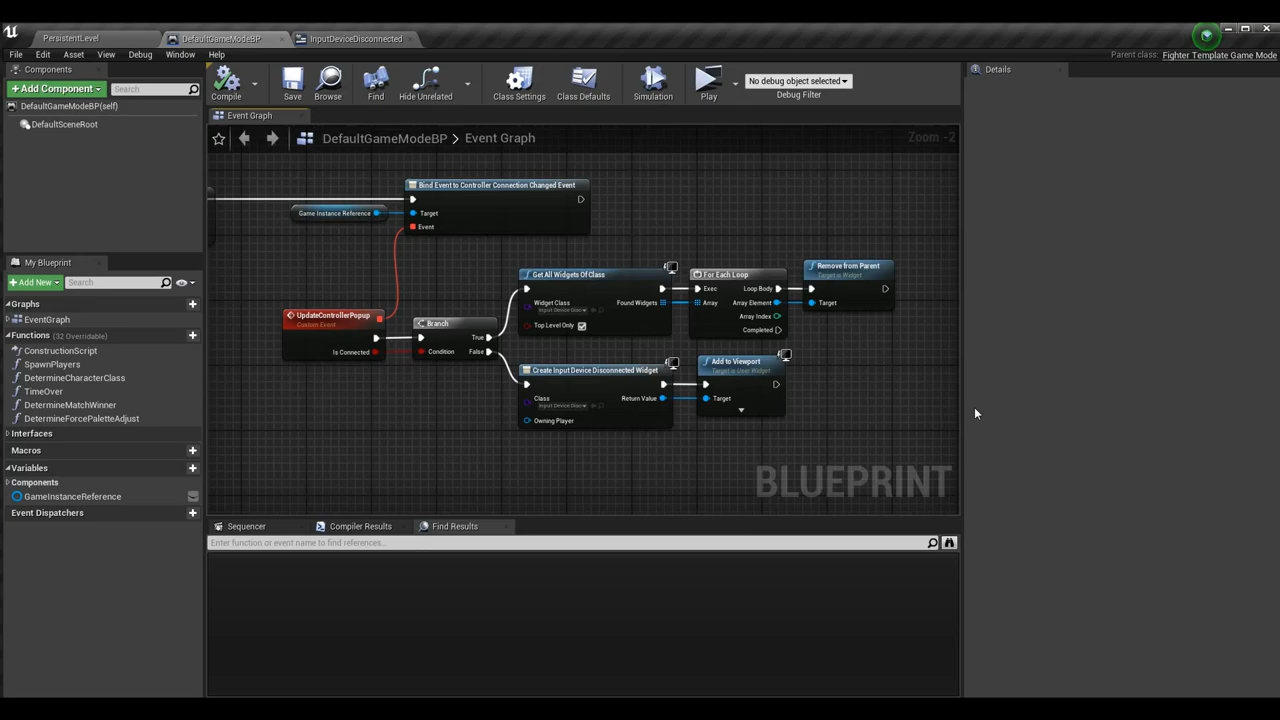 PersistentLevel
DefaultGameModeBP
InputDeviceDisconnected
File Edit Asset View Debug Window Help
Parent class: Fighter Template Game Mode
Components
+ Add Component
Search
DefaultGameModeBP(self)
DefaultSceneRoot
Compile
Save
Browse
Find
Hide Unrelated
Class Settings
Class Defaults
Simulation
Play
No debug object selected
Debug Filter
Details
Event Graph
DefaultGameModeBP > Event Graph
Zoom -2
Bind Event to Controller Connection Changed Event
Game Instance Reference
Target
Event
UpdateControllerPopup
Custom Event
Is Connected
Branch
True
Condition False
Get All Widgets Of Class
Widget Class
Found Widgets
Input Device Disc
Top Level Only
For Each Loop
Exec Loop Body
Array Array Element
Array Index
Completed
Remove from Parent
Target is Widget
Target
Create Input Device Disconnected Widget
Class
Return Value
Input Device Disc
Owning Player
Add to Viewport
Target is User Widget
Target
BLUEPRINT
My Blueprint
+ Add New
Search
Graphs
EventGraph
Functions (32 Overridable)
ConstructionScript
SpawnPlayers
DetermineCharacterClass
TimeOver
DetermineMatchWinner
DetermineForcePaletteAdjust
Interfaces
Macros
Variables
Components
GameInstanceReference
Event Dispatchers
Sequencer
Compiler Results
Find Results
Enter function or event name to find references...